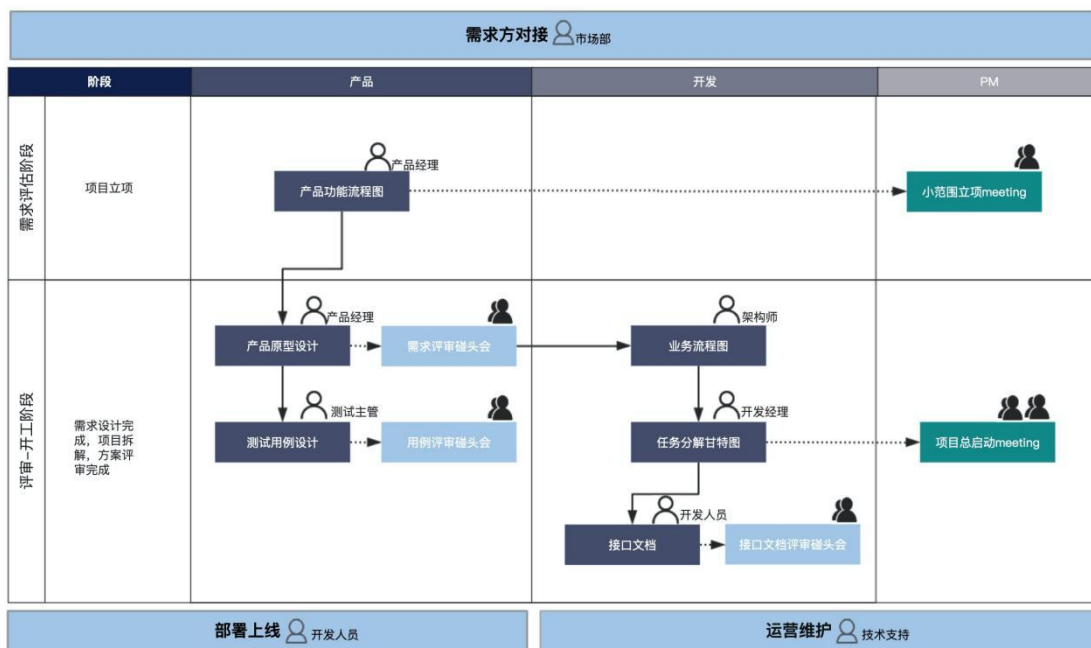 需求方对接 市场部
阶段
产品
开发
PM
需求评估阶段
项目立项
产品经理
产品功能流程图
小范围立项meeting
评审-开工阶段
需求设计完
成，项目拆
解，方案评
审完成
产品经理
产品原型设计
需求评审碰头会
架构师
业务流程图
测试主管
测试用例设计
用例评审碰头会
开发经理
任务分解甘特图
项目总启动meeting
开发人员
接口文档
接口文档评审碰头会
部署上线 开发人员
运营维护 技术支持